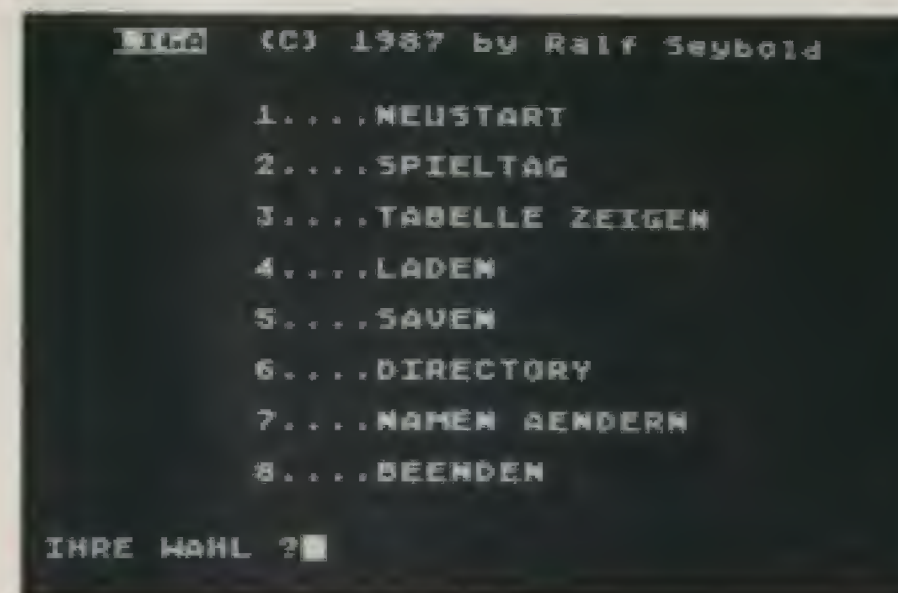 LIGA (C) 1987 by Ralf Seybold
1....NEUSTART
2....SPIELTAG
3....TABELLE ZEIGEN
4....LADEN
5....SAVEN
6....DIRECTORY
7....NAMEN AENDERN
8....BEENDEN
IHRE WAHL ?